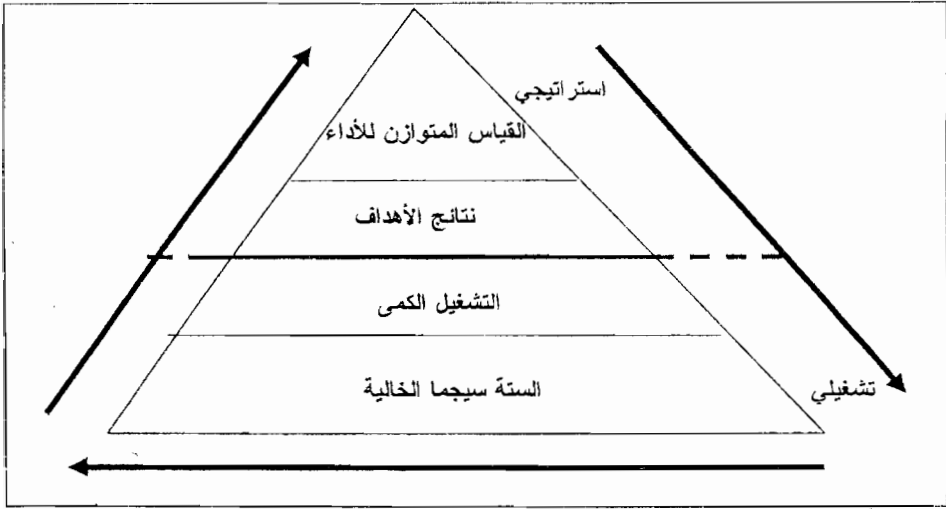 استراتيجي
القياس المتوازن للأداء
نتائج الأهداف
التشغيل الكمى
الستة سيجما الخالية
تشغيلي